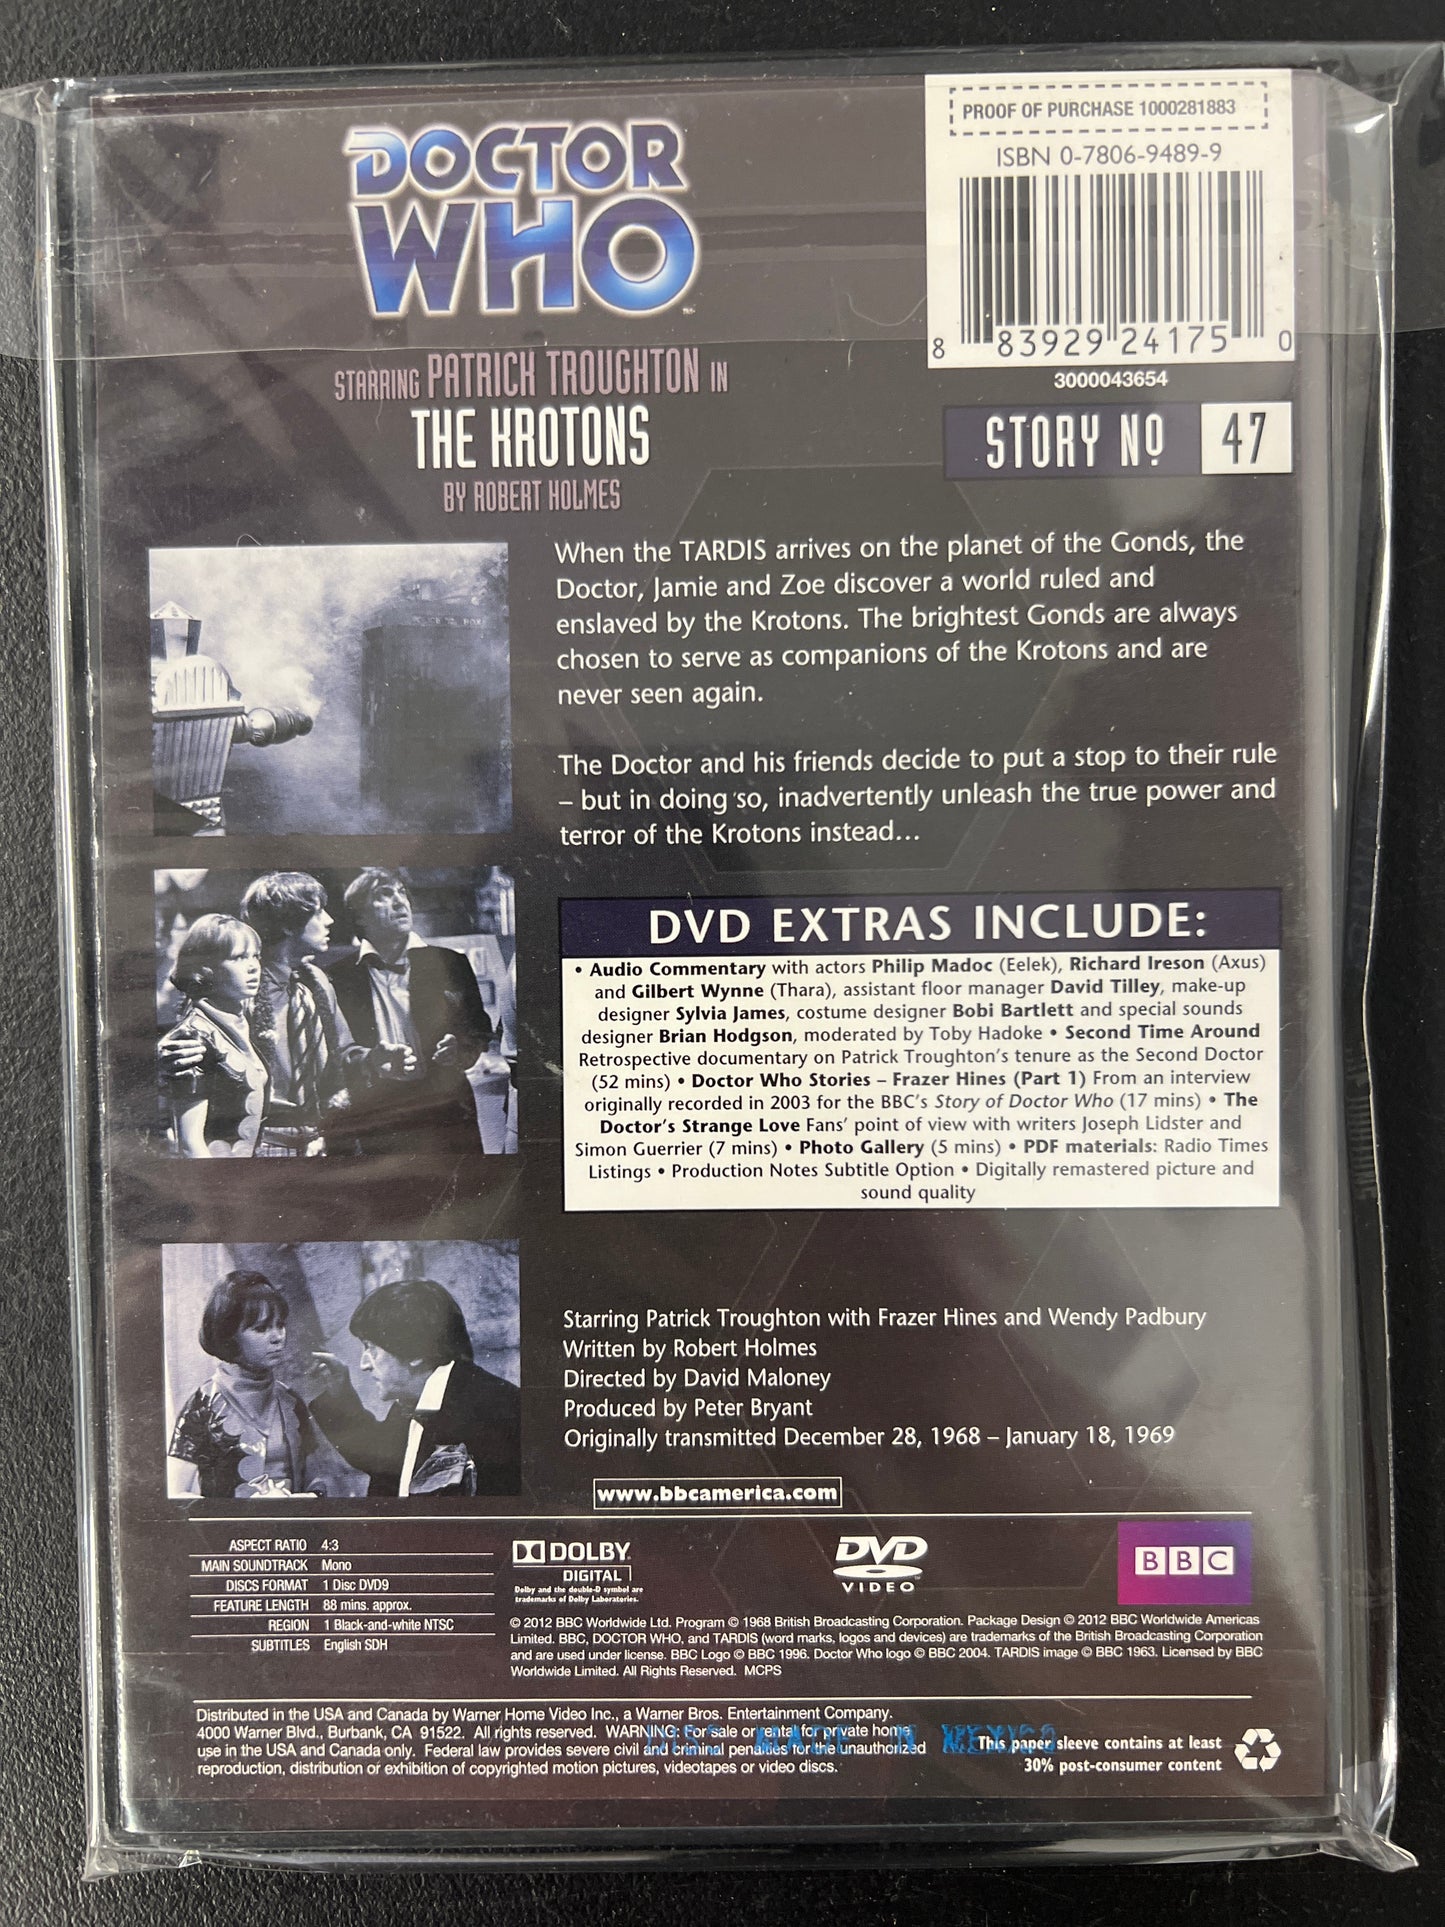 DOCTOR
WHO
™
STARRING PATRICK TROUGHTON IN
THE KROTONS
BY ROBERT HOLMES
PROOF OF PURCHASE 1000281883
ISBN 0-7806-9489-9
8 83929 24175 0
3000043654
STORY Nº 47
When the TARDIS arrives on the planet of the Gonds, the
Doctor, Jamie and Zoe discover a world ruled and
enslaved by the Krotons. The brightest Gonds are always
chosen to serve as companions of the Krotons and are
never seen again.
The Doctor and his friends decide to put a stop to their rule
– but in doing so, inadvertently unleash the true power and
terror of the Krotons instead...
DVD EXTRAS INCLUDE:
• Audio Commentary with actors Philip Madoc (Eelek), Richard Ireson (Axus)
and Gilbert Wynne (Thara), assistant floor manager David Tilley, make-up
designer Sylvia James, costume designer Bobi Bartlett and special sounds
designer Brian Hodgson, moderated by Toby Hadoke • Second Time Around
Retrospective documentary on Patrick Troughton's tenure as the Second Doctor
(52 mins) • Doctor Who Stories – Frazer Hines (Part 1) From an interview
originally recorded in 2003 for the BBC's Story of Doctor Who (17 mins) • The
Doctor's Strange Love Fans' point of view with writers Joseph Lidster and
Simon Guerrier (7 mins) • Photo Gallery (5 mins) • PDF materials: Radio Times
Listings • Production Notes Subtitle Option • Digitally remastered picture and
sound quality
Starring Patrick Troughton with Frazer Hines and Wendy Padbury
Written by Robert Holmes
Directed by David Maloney
Produced by Peter Bryant
Originally transmitted December 28, 1968 – January 18, 1969
www.bbcamerica.com
ASPECT RATIO 4:3
MAIN SOUNDTRACK Mono
DISCS FORMAT 1 Disc DVD9
FEATURE LENGTH 88 mins. approx.
REGION 1 Black-and-white NTSC
SUBTITLES English SDH
DOLBY
DIGITAL
Dolby and the double-D symbol are
trademarks of Dolby Laboratories.
DVD
VIDEO
BBC
© 2012 BBC Worldwide Ltd. Program © 1968 British Broadcasting Corporation. Package Design © 2012 BBC Worldwide Americas
Limited. BBC, DOCTOR WHO, and TARDIS (word marks, logos and devices) are trademarks of the British Broadcasting Corporation
and are used under license. BBC Logo © BBC 1996. Doctor Who logo © BBC 2004. TARDIS image © BBC 1963. Licensed by BBC
Worldwide Limited. All Rights Reserved. MCPS
Distributed in the USA and Canada by Warner Home Video Inc., a Warner Bros. Entertainment Company.
4000 Warner Blvd., Burbank, CA 91522. All rights reserved. WARNING: For sale or rental for private home
use in the USA and Canada only. Federal law provides severe civil and criminal penalties for the unauthorized
reproduction, distribution or exhibition of copyrighted motion pictures, videotapes or video discs.
MADE IN MEXICO
This paper sleeve contains at least
30% post-consumer content